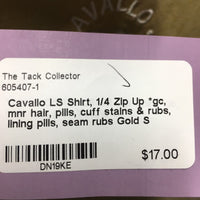 CAVALLO
The Tack Collector
605407-1
Cavallo LS Shirt, 1/4 Zip Up *gc,
mnr hair, pills, cuff stains & rubs,
lining pills, seam rubs Gold S
$17.00
DN19KE